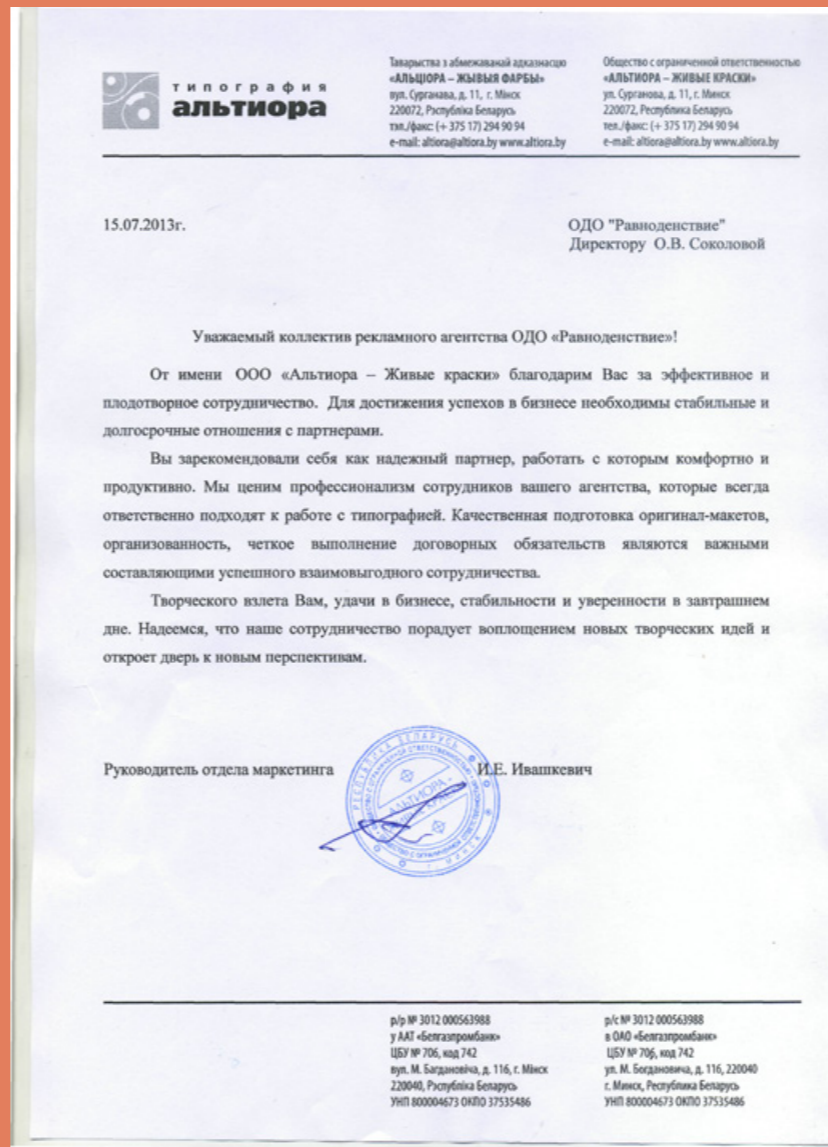 типография
альтиора
Таварыства з абмежаванай адказнасцю
«АЛЬЦІОРА – ЖЫВЫЯ ФАРБЫ»
вул. Сурганава, д. 11, г. Мінск
220072, Рэспубліка Беларусь
тэл./факс: (+ 375 17) 294 90 94
e-mail: altiora@altiora.by www.altiora.by
Общество с ограниченной ответственностью
«АЛЬТИОРА – ЖИВЫЕ КРАСКИ»
ул. Сурганова, д. 11, г. Минск
220072, Республика Беларусь
тел./факс: (+ 375 17) 294 90 94
e-mail: altiora@altiora.by www.altiora.by
15.07.2013г.
ОДО "Равноденствие"
Директору О.В. Соколовой
Уважаемый коллектив рекламного агентства ОДО «Равноденствие»!
От имени ООО «Альтиора – Живые краски» благодарим Вас за эффективное и
плодотворное сотрудничество. Для достижения успехов в бизнесе необходимы стабильные и
долгосрочные отношения с партнерами.
Вы зарекомендовали себя как надежный партнер, работать с которым комфортно и
продуктивно. Мы ценим профессионализм сотрудников вашего агентства, которые всегда
ответственно подходят к работе с типографией. Качественная подготовка оригинал-макетов,
организованность, четкое выполнение договорных обязательств являются важными
составляющими успешного взаимовыгодного сотрудничества.
Творческого взлета Вам, удачи в бизнесе, стабильности и уверенности в завтрашнем
дне. Надеемся, что наше сотрудничество порадует воплощением новых творческих идей и
откроет дверь к новым перспективам.
Руководитель отдела маркетинга
И.Е. Ивашкевич
РЕСПУБЛИКА БЕЛАРУСЬ
г. МИНСК
ОБЩЕСТВО С ОГРАНИЧЕННОЙ ОТВЕТСТВЕННОСТЬЮ
АЛЬТИОРА -
р/р № 3012 000563988
у ААТ «Белгазпромбанк»
ЦБУ № 706, код 742
вул. М. Багдановіча, д. 116, г. Мінск
220040, Рэспубліка Беларусь
УНП 800004673 ОКПО 37535486
р/с № 3012 000563988
в ОАО «Белгазпромбанк»
ЦБУ № 706, код 742
ул. М. Богдановича, д. 116, 220040
г. Минск, Республика Беларусь
УНП 800004673 ОКПО 37535486